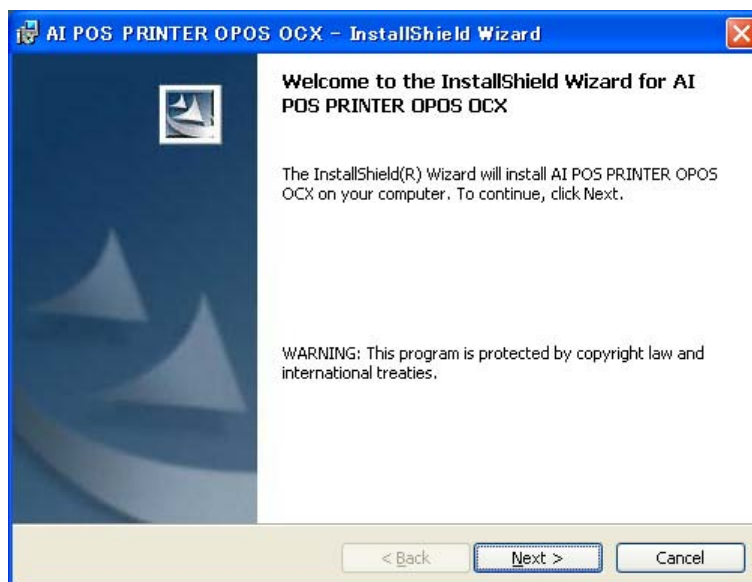 AI POS PRINTER OPOS OCX - InstallShield Wizard
Welcome to the InstallShield Wizard for AI
POS PRINTER OPOS OCX
The InstallShield(R) Wizard will install AI POS PRINTER OPOS
OCX on your computer. To continue, click Next.
WARNING: This program is protected by copyright law and
international treaties.
< Back
Next >
Cancel